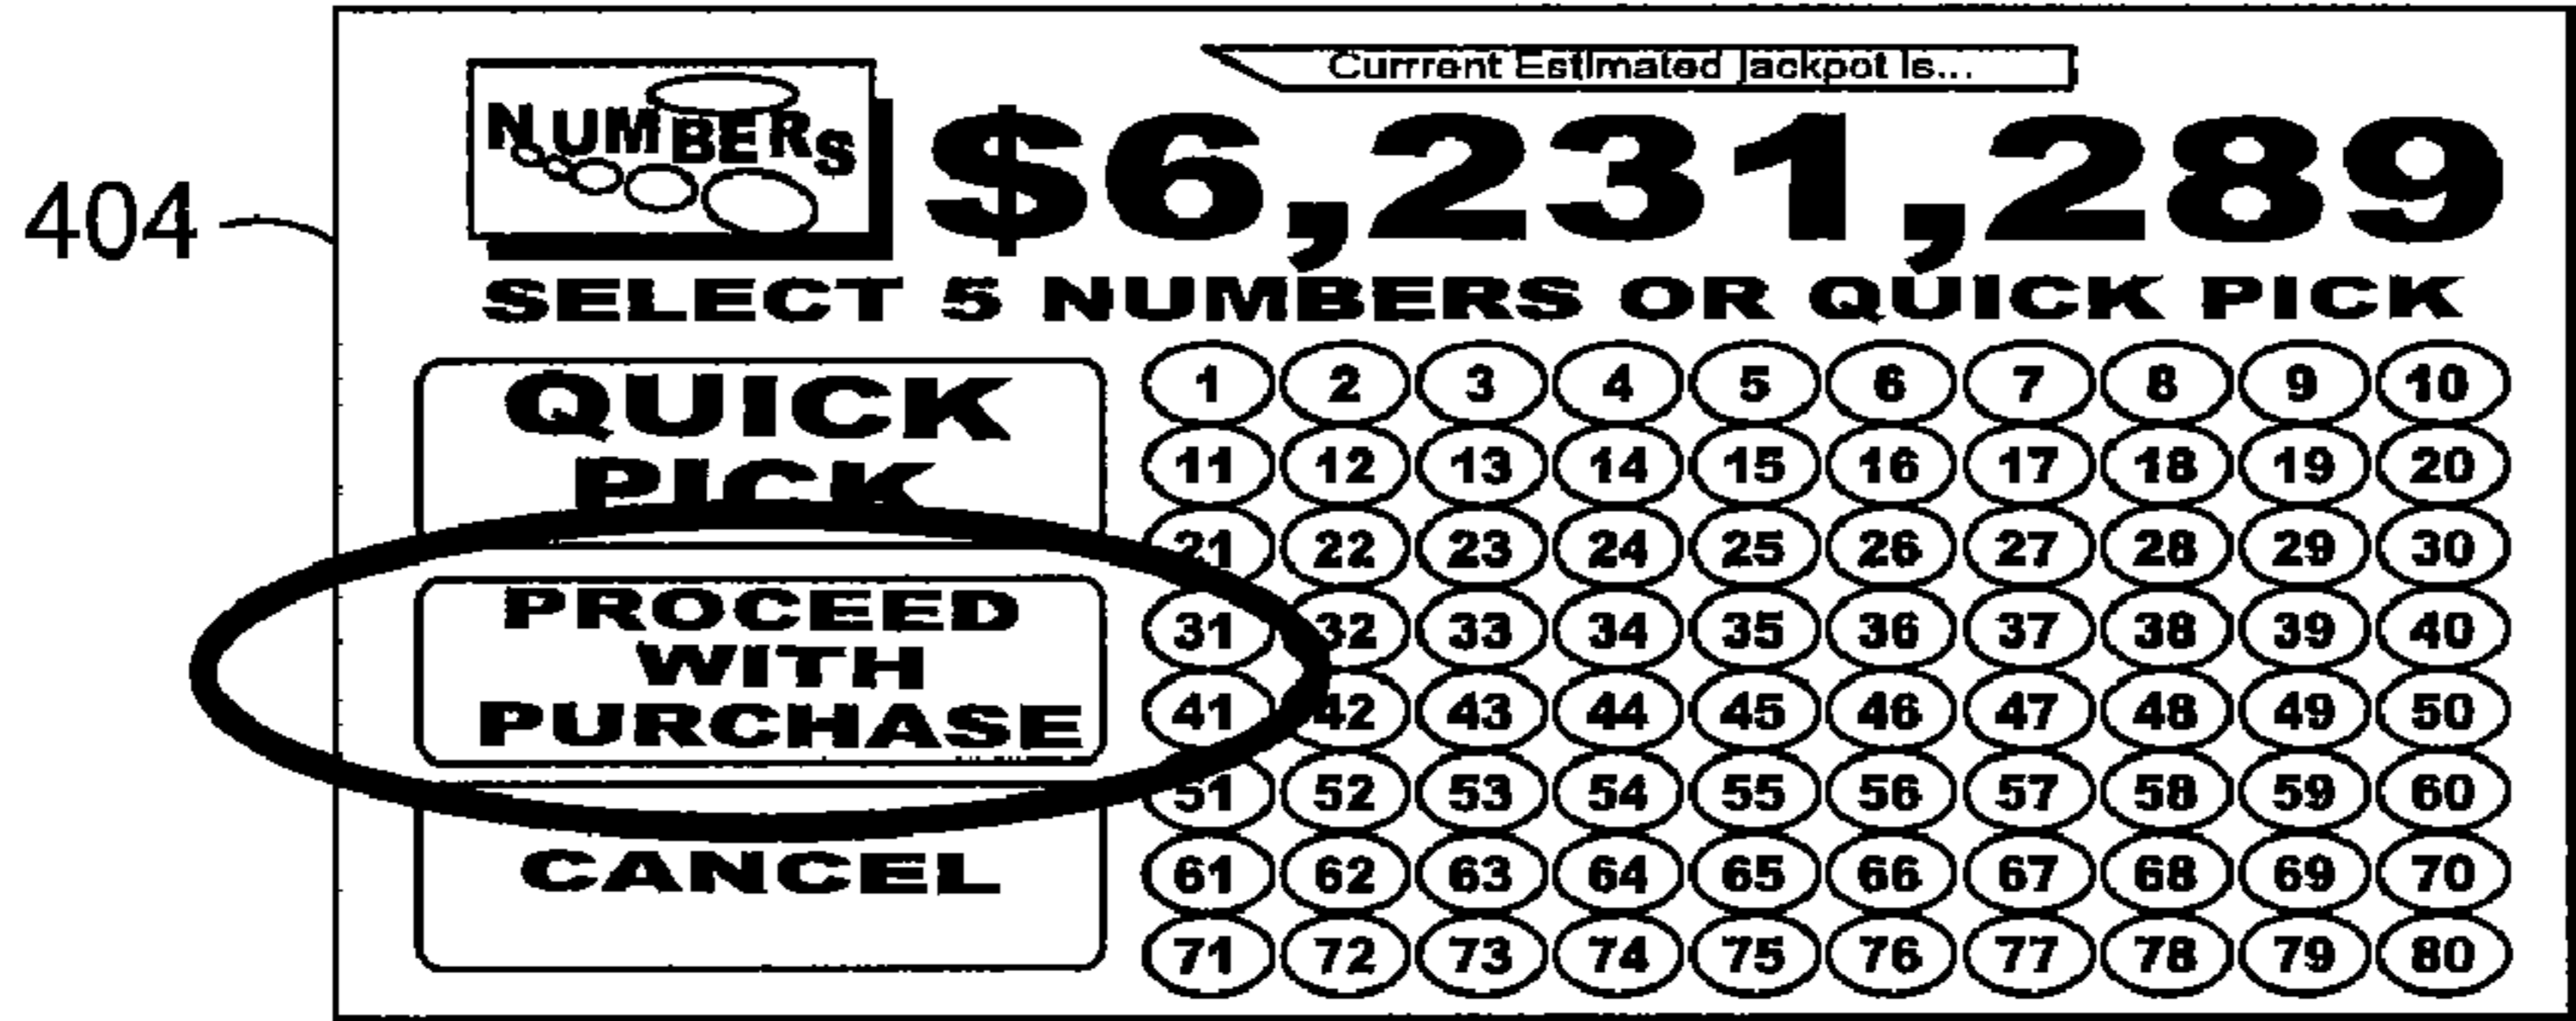 Currrent Estimated Jackpot Is...
NUMBERS
$6,231,289
404
SELECT 5 NUMBERS OR QUICK PICK
QUICK
PICK
PROCEED
WITH
PURCHASE
CANCEL
1 2 3 4 5 6 7 8 9 10
11 12 13 14 15 16 17 18 19 20
21 22 23 24 25 26 27 28 29 30
31 32 33 34 35 36 37 38 39 40
41 42 43 44 45 46 47 48 49 50
51 52 53 54 55 56 57 58 59 60
61 62 63 64 65 66 67 68 69 70
71 72 73 74 75 76 77 78 79 80